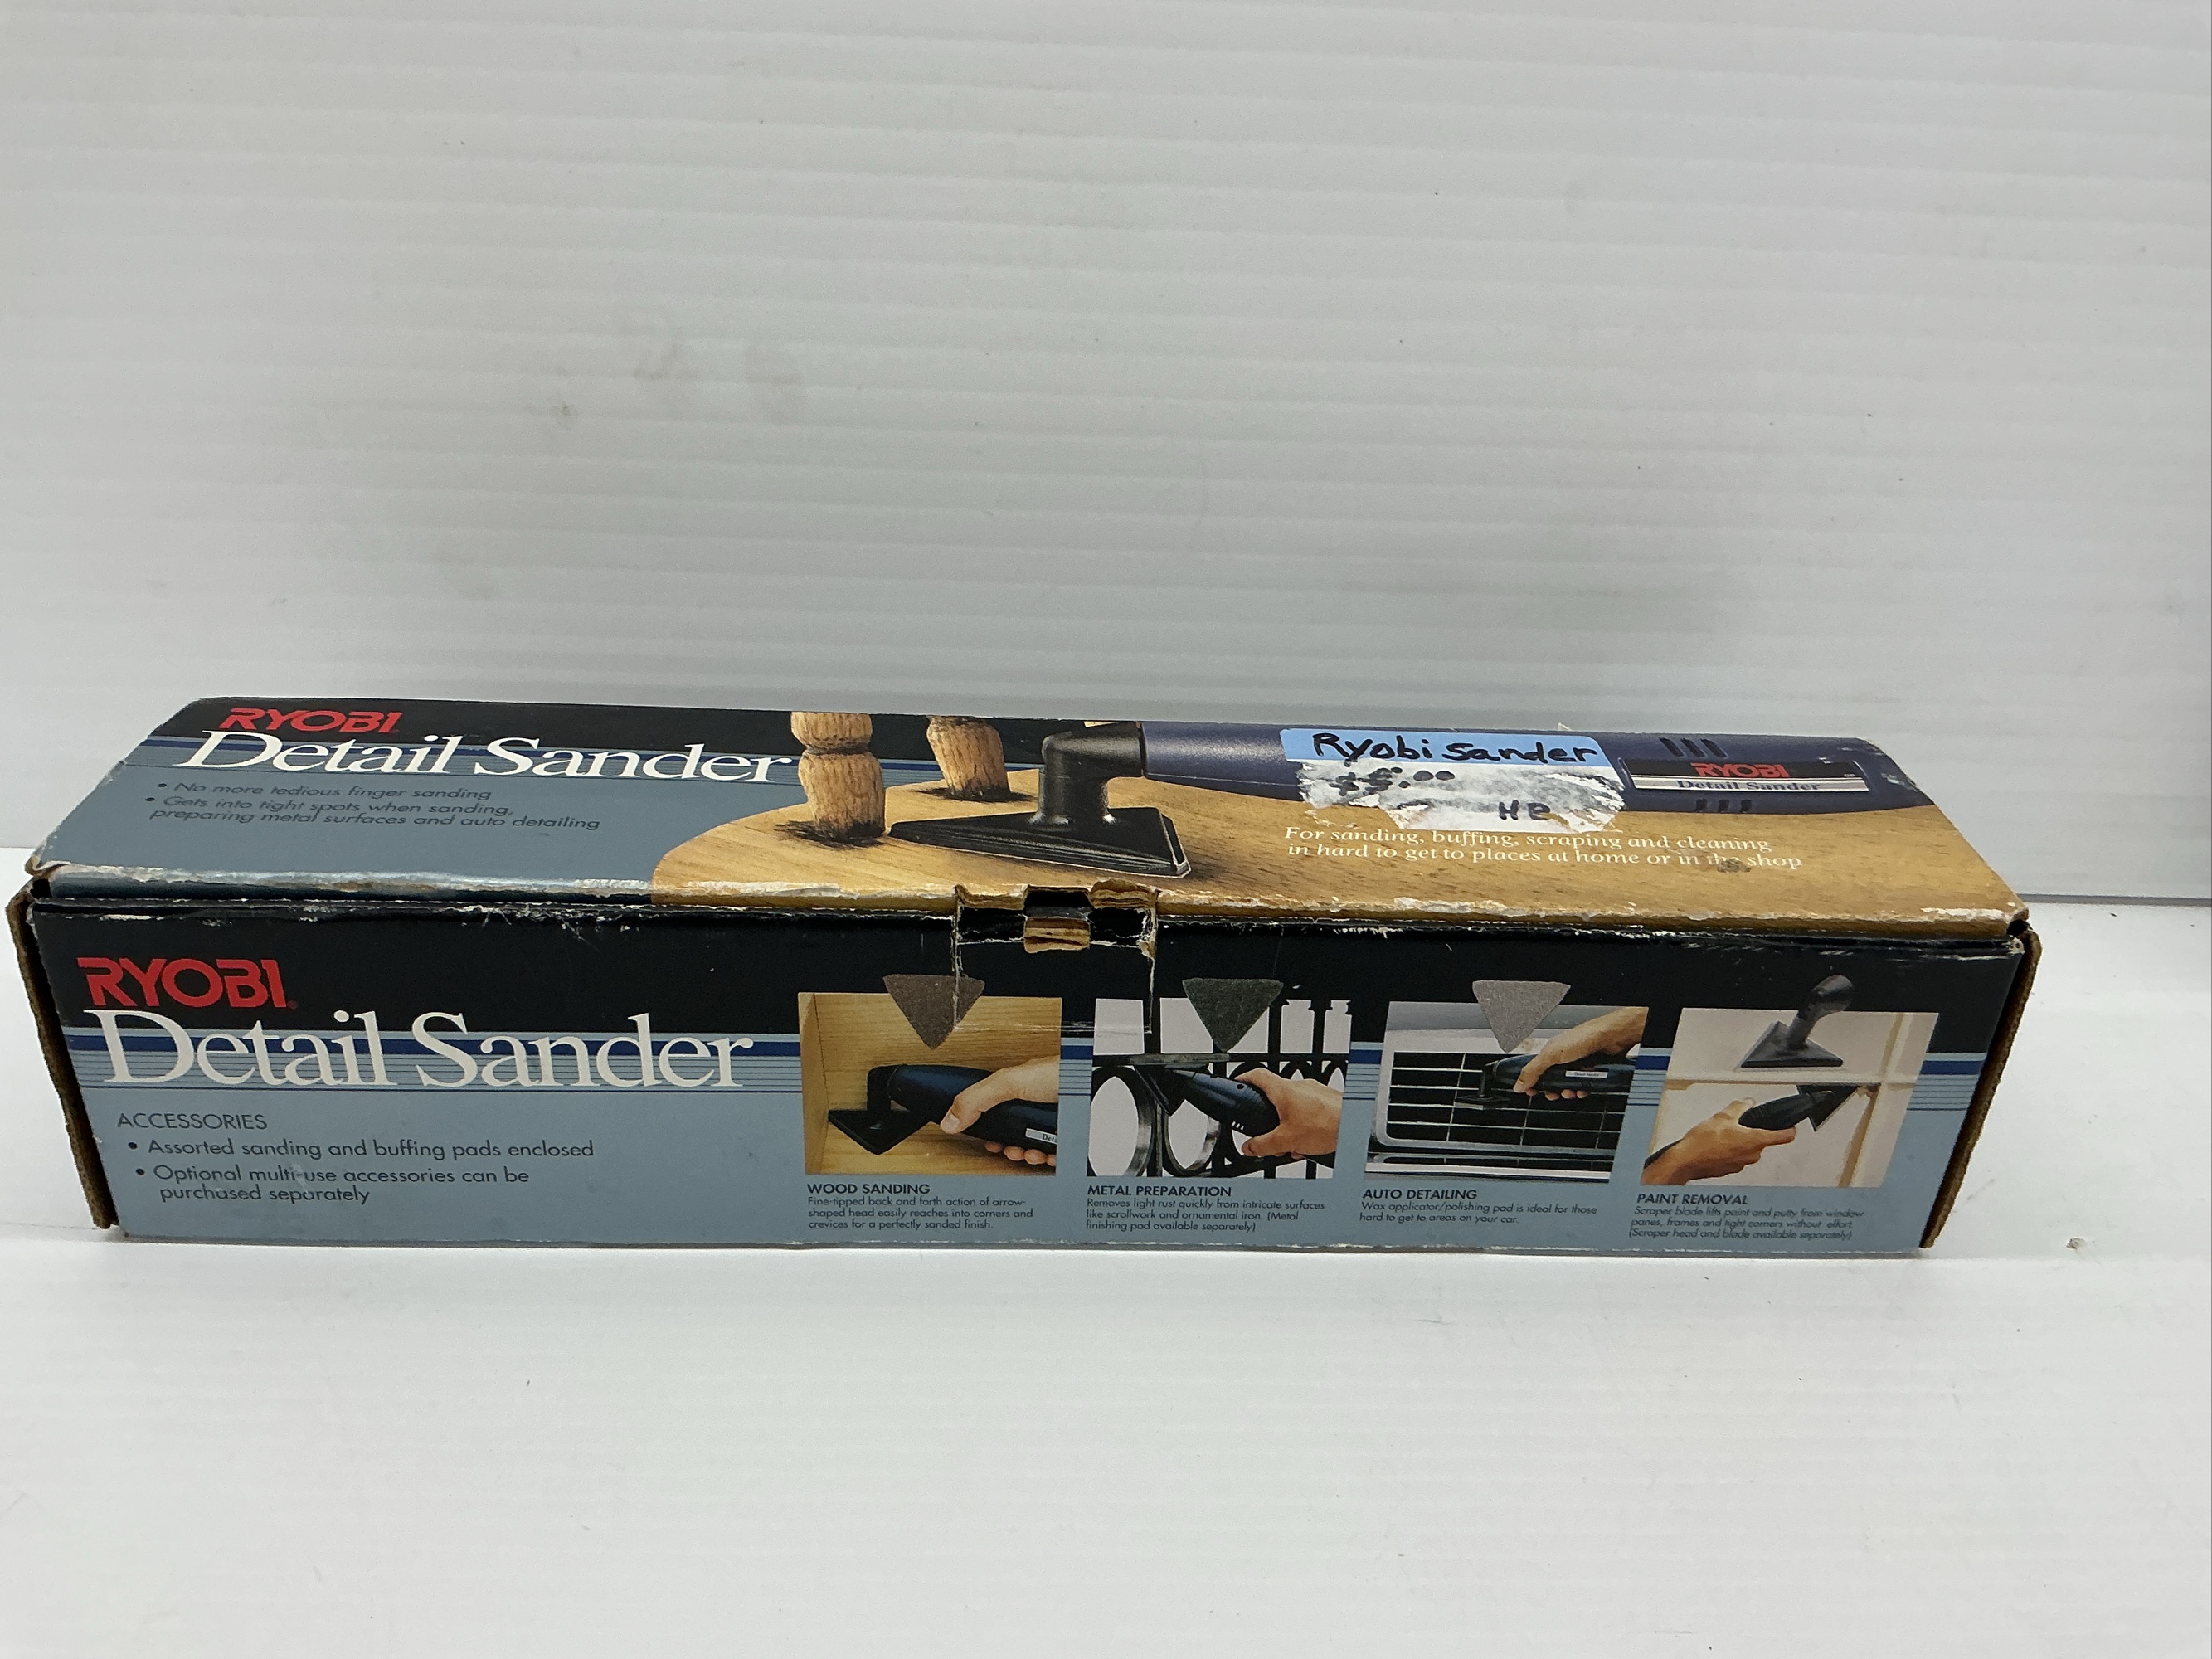 RYOBI
Detail Sander
• No more tedious finger sanding
• Gets into tight spots when sanding,
preparing metal surfaces and auto detailing
Ryobi Sander
HB
RYOBI
Detail Sander
For sanding, buffing, scraping and cleaning
in hard to get to places at home or in the shop
RYOBI
Detail Sander
ACCESSORIES
• Assorted sanding and buffing pads enclosed
• Optional multi-use accessories can be
purchased separately
WOOD SANDING
Fine-tipped back and forth action of arrow-
shaped head easily reaches into corners and
crevices for a perfectly sanded finish.
METAL PREPARATION
Removes light rust quickly from intricate surfaces
like scrollwork and ornamental iron. (Metal
finishing pad available separately)
AUTO DETAILING
Wax applicator/polishing pad is ideal for those
hard to get to areas on your car.
PAINT REMOVAL
Scraper blade lifts paint and putty from window
panes, frames and tight corners without effort
(Scraper head and blade available separately)